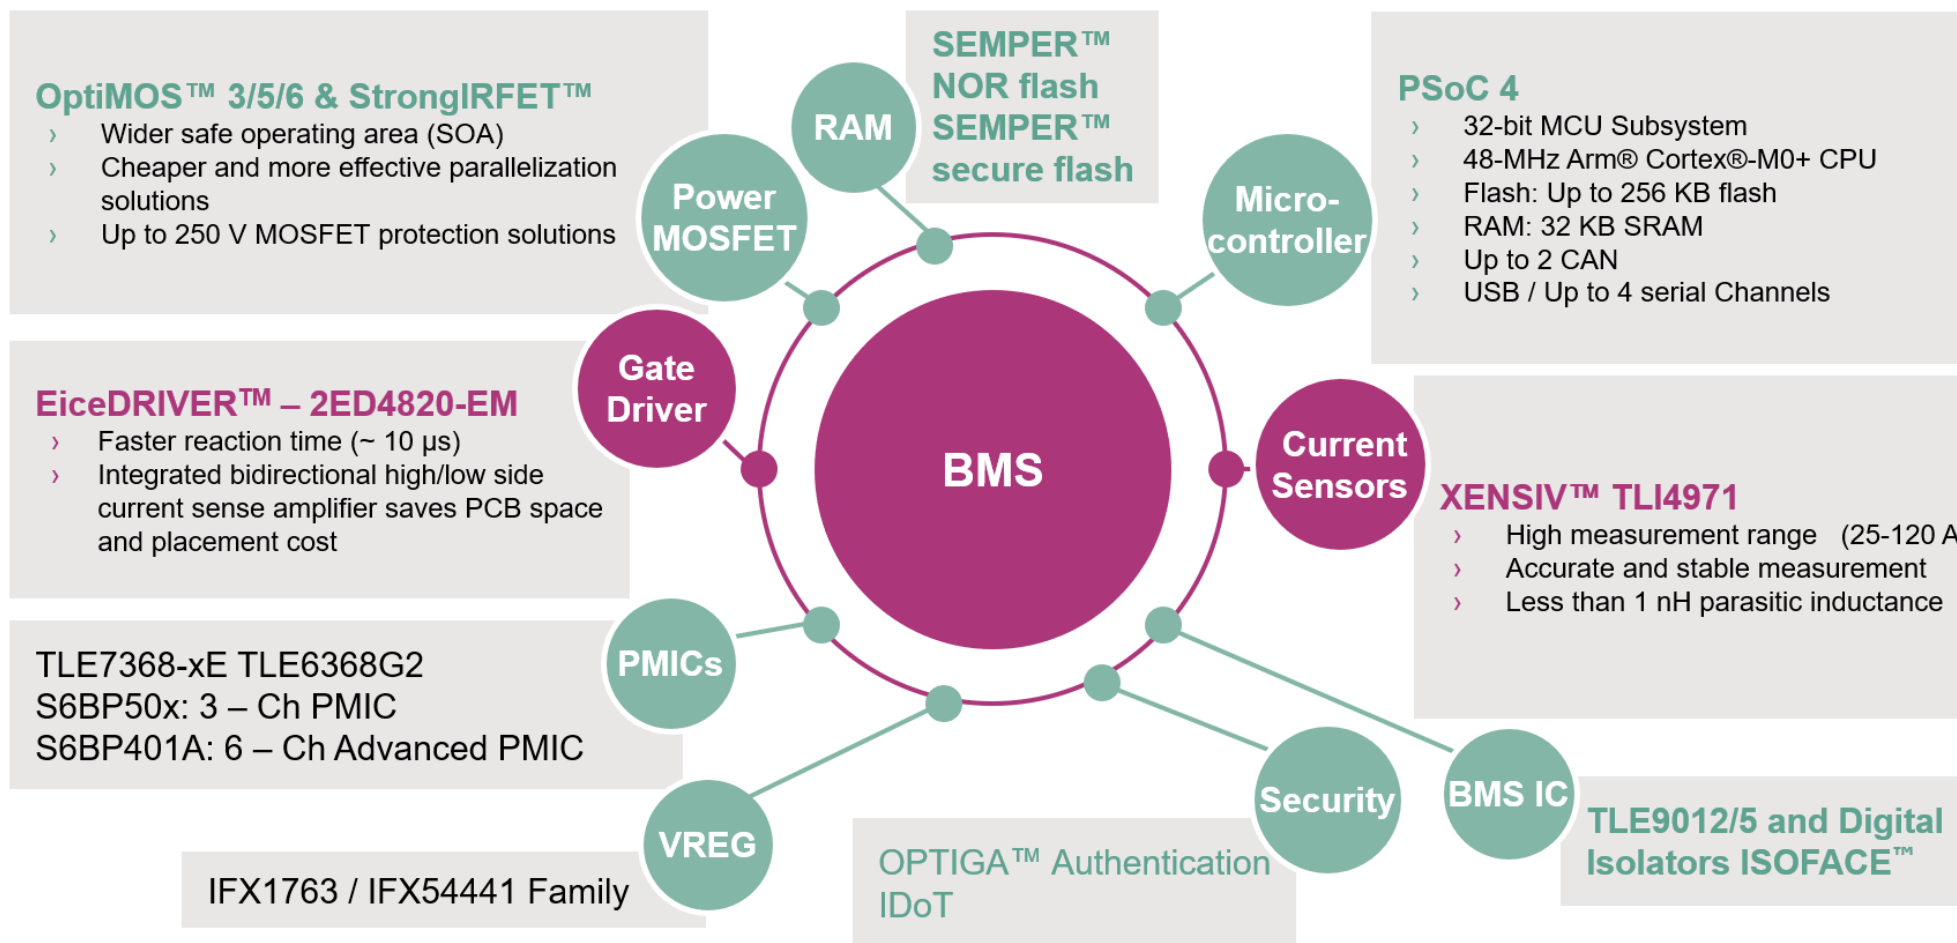 OptiMOS™ 3/5/6 & StrongIRFET™
› Wider safe operating area (SOA)
› Cheaper and more effective parallelization
solutions
› Up to 250 V MOSFET protection solutions
Power
MOSFET
RAM
SEMPER™
NOR flash
SEMPER™
secure flash
Micro-
controller
PSoC 4
› 32-bit MCU Subsystem
› 48-MHz Arm® Cortex®-M0+ CPU
› Flash: Up to 256 KB flash
› RAM: 32 KB SRAM
› Up to 2 CAN
› USB / Up to 4 serial Channels
Gate
Driver
EiceDRIVER™ – 2ED4820-EM
› Faster reaction time (~ 10 µs)
› Integrated bidirectional high/low side
current sense amplifier saves PCB space
and placement cost
BMS
Current
Sensors
XENSIV™ TLI4971
› High measurement range (25-120 A
› Accurate and stable measurement
› Less than 1 nH parasitic inductance
TLE7368-xE TLE6368G2
S6BP50x: 3 – Ch PMIC
S6BP401A: 6 – Ch Advanced PMIC
PMICs
VREG
IFX1763 / IFX54441 Family
Security
OPTIGA™ Authentication
IDoT
BMS IC
TLE9012/5 and Digital
Isolators ISOFACE™